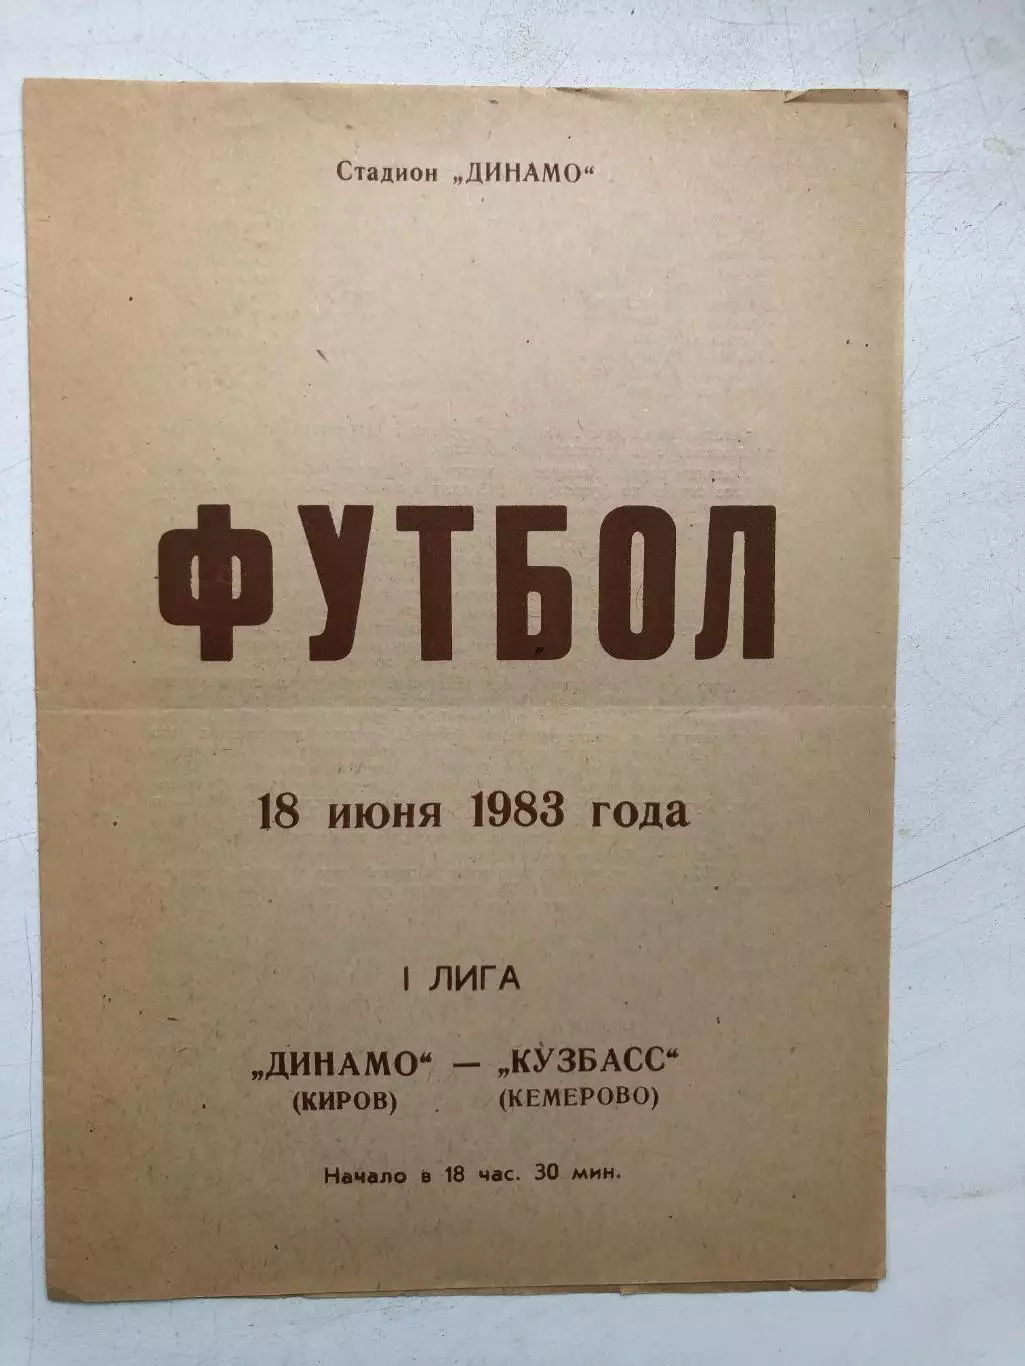 Стадион „ДИНАМО“
ФУТБОЛ
18 июня 1983 года
I ЛИГА
„ДИНАМО“ — „КУЗБАСС“
(КИРОВ) (КЕМЕРОВО)
Начало в 18 час. 30 мин.